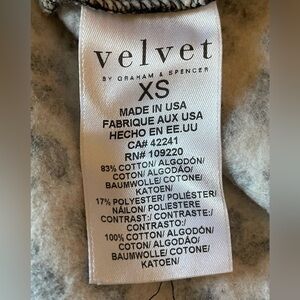 velvet
BY GRAHAM & SPENCER
XS
MADE IN USA
FABRIQUE AUX USA
HECHO EN EE.UU
CA# 42241
RN# 109220
83% COTTON/ ALGODÓN/
COTON/ ALGODÃO/
BAUMWOLLE/ COTONE/
KATOEN/
17% POLYESTER/ POLIÉSTER/
NÁILON/ POLIESTERE
CONTRAST:/ CONTRASTE:/
CONTRASTO:/
100% COTTON/ ALGODÓN/
COTON/ ALGODÃO/
BAUMWOLLE/ COTONE/
KATOEN/